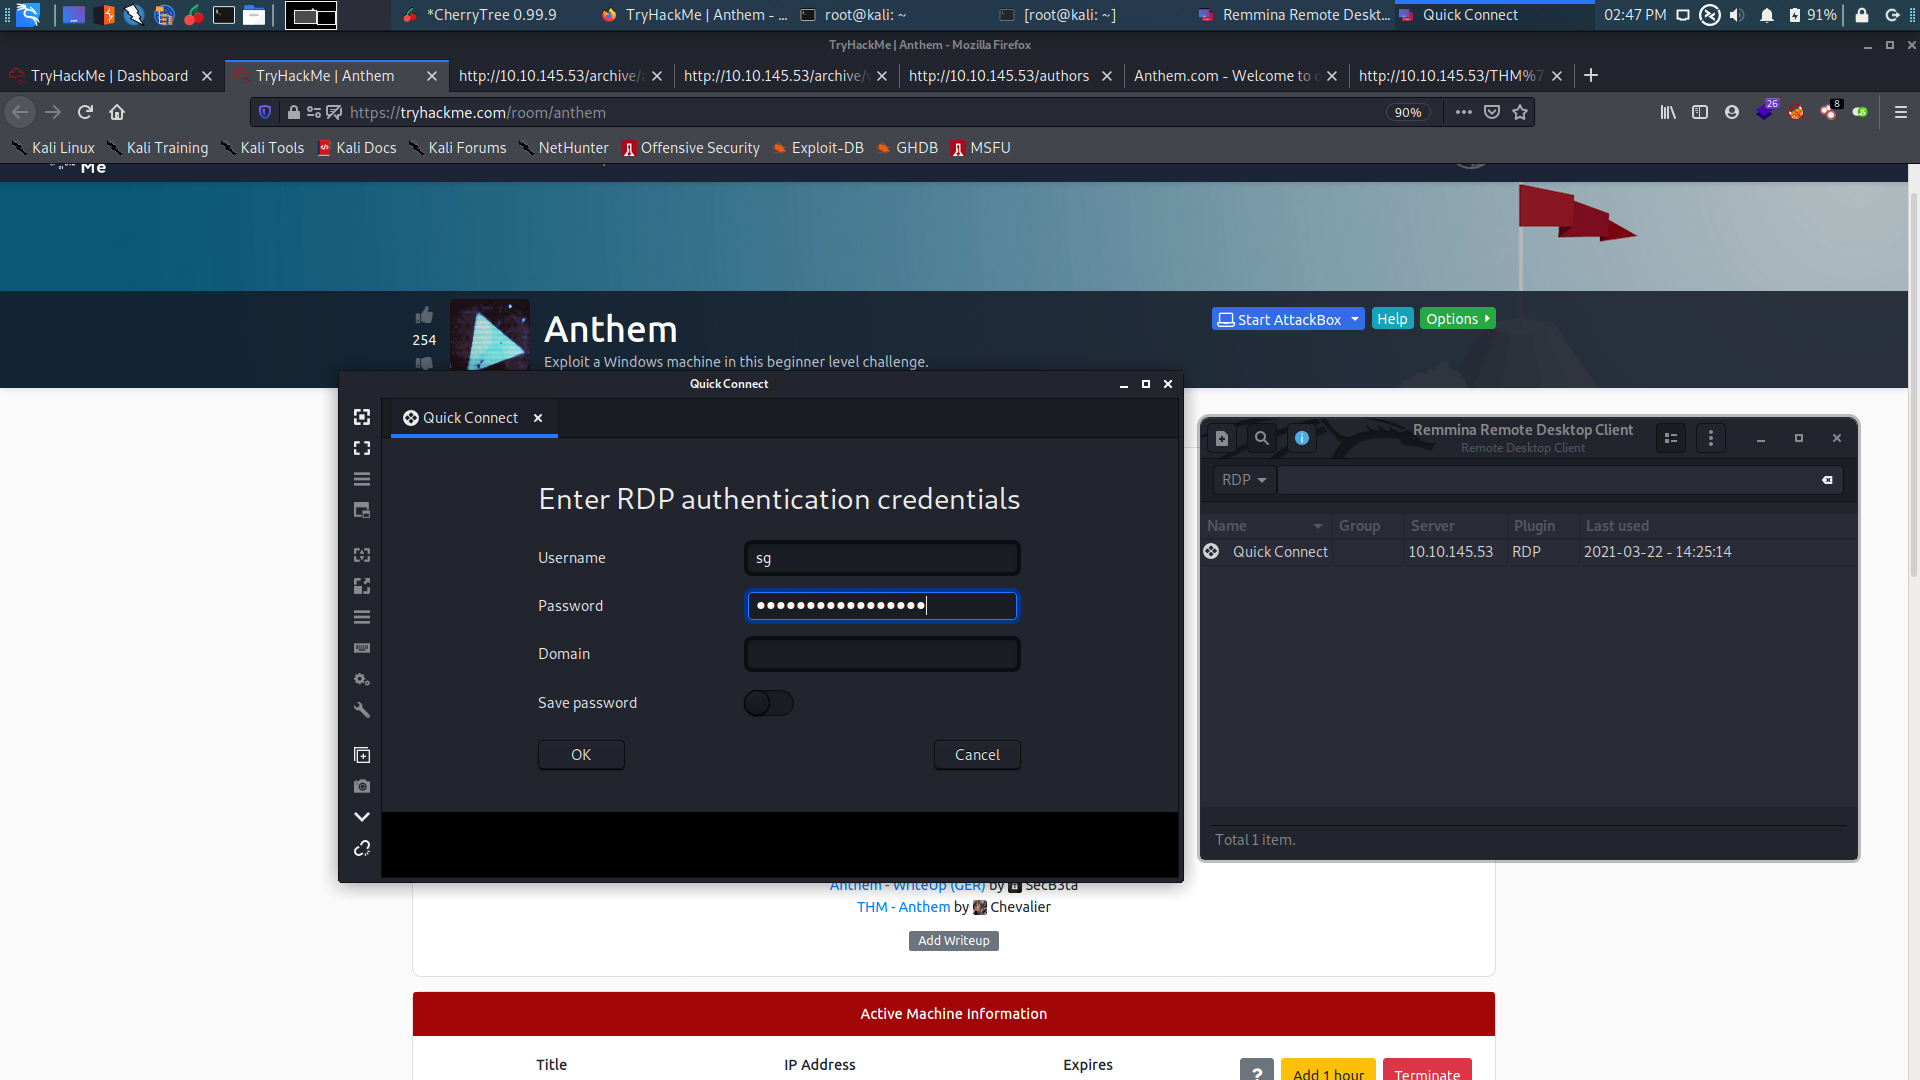 *CherryTree 0.99.9
TryHackMe | Anthem - ...
root@kali: ~
[root@kali: ~]
Remmina Remote Deskt...
Quick Connect
02:47 PM
91%
TryHackMe | Anthem - Mozilla Firefox
TryHackMe | Dashboard
TryHackMe | Anthem
http://10.10.145.53/archive/
http://10.10.145.53/archive/
http://10.10.145.53/authors
Anthem.com - Welcome to
http://10.10.145.53/THM%7
https://tryhackme.com/room/anthem
90%
26
8
Kali Linux
Kali Training
Kali Tools
Kali Docs
Kali Forums
NetHunter
Offensive Security
Exploit-DB
GHDB
MSFU
Me
254
Anthem
Exploit a Windows machine in this beginner level challenge.
Start AttackBox
Help
Options
Quick Connect
Quick Connect
Enter RDP authentication credentials
Username
sg
Password
Domain
Save password
OK
Cancel
Remmina Remote Desktop Client
Remote Desktop Client
RDP
Name
Group
Server
Plugin
Last used
Quick Connect
10.10.145.53
RDP
2021-03-22 - 14:25:14
Total 1 item.
Anthem - WriteUp (GER) by SecB3ta
THM - Anthem by Chevalier
Add Writeup
Active Machine Information
Title
IP Address
Expires
?
Add 1 hour
Terminate